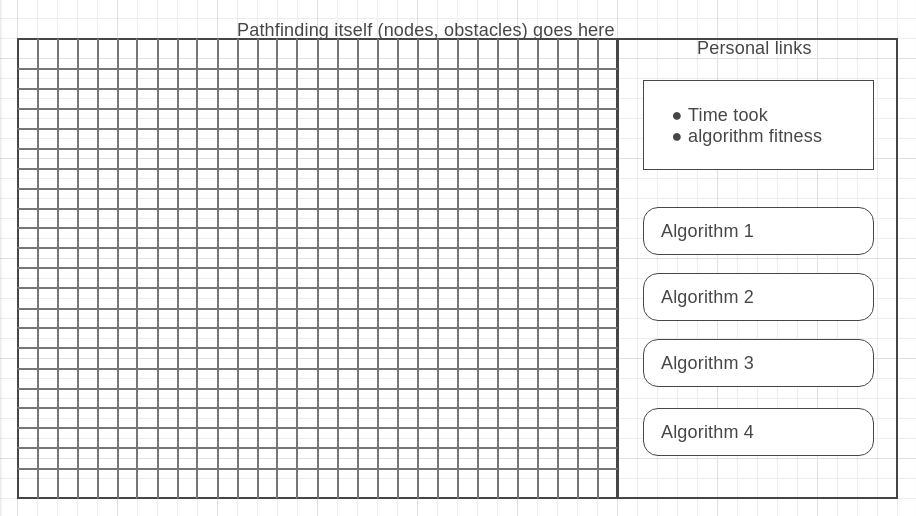 Pathfinding itself (nodes, obstacles) goes here
Personal links
● Time took
● algorithm fitness
Algorithm 1
Algorithm 2
Algorithm 3
Algorithm 4